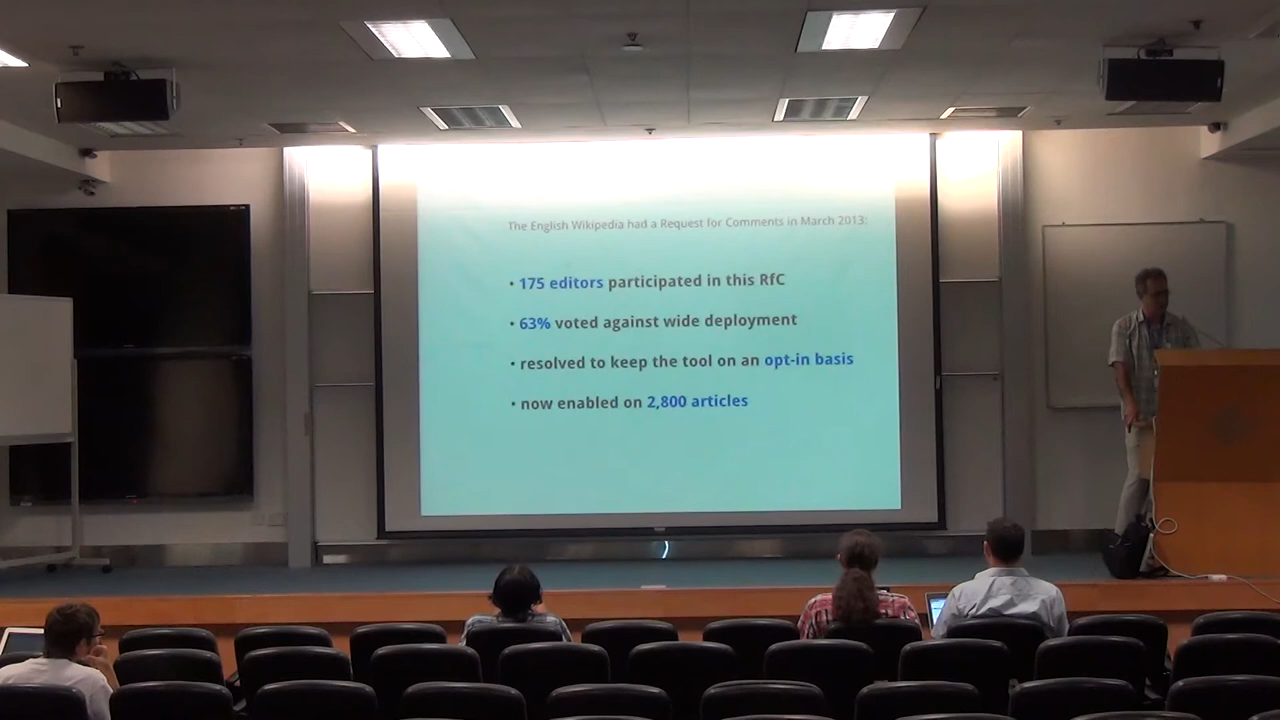 The English Wikipedia had a Request for Comments in March 2013:
• 175 editors participated in this RfC
• 63% voted against wide deployment
• resolved to keep the tool on an opt-in basis
• now enabled on 2,800 articles